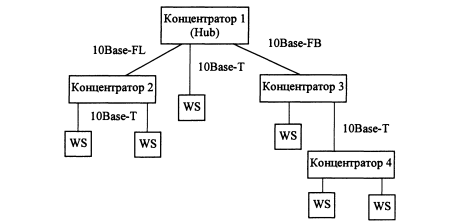 Концентратор 1
(Hub)
10Base-FL
10Base-FB
10Base-T
Концентратор 2
Концентратор 3
10Base-T
WS
WS
WS
WS
10Base-T
Концентратор 4
WS
WS